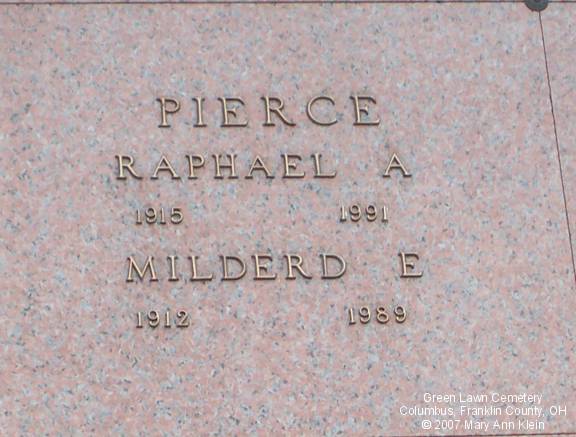 PIERCE
RAPHAEL A
1915 1991
MILDERD E
1912 1989
Green Lawn Cemetery
Columbus, Franklin County, OH
© 2007 Mary Ann Klein